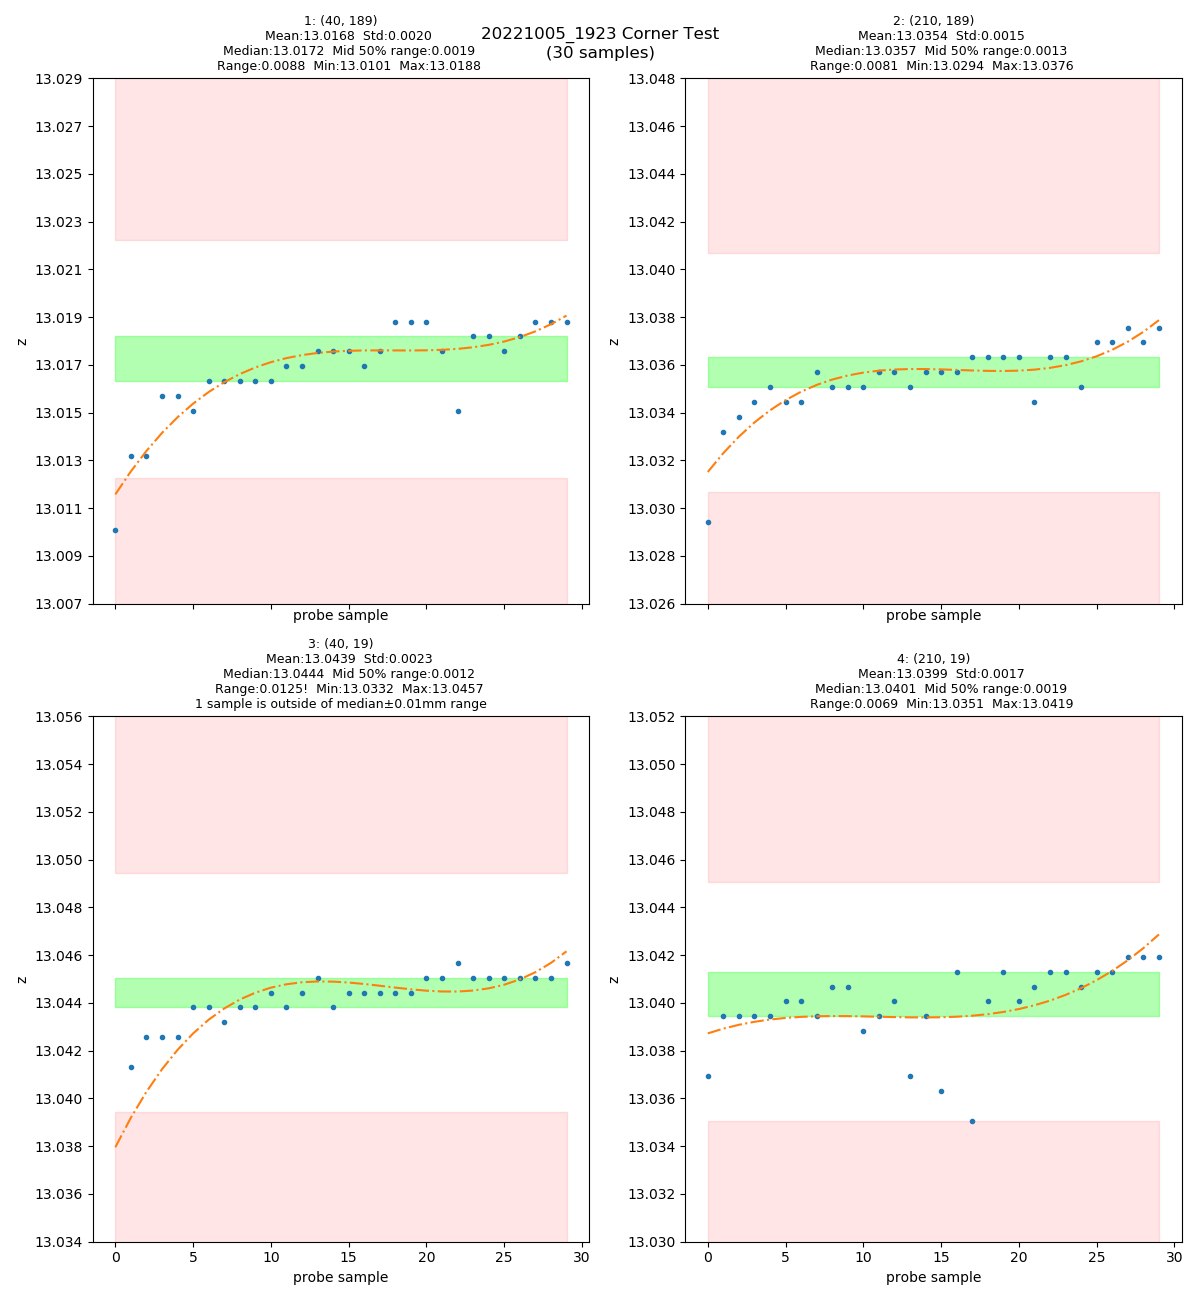 20221005_1923 Corner Test
(30 samples)
1: (40, 189)
Mean:13.0168  Std:0.0020
Median:13.0172  Mid 50% range:0.0019
Range:0.0088  Min:13.0101  Max:13.0188
13.029
13.027
13.025
13.023
13.021
13.019
13.017
13.015
13.013
13.011
13.009
13.007
z
probe sample
2: (210, 189)
Mean:13.0354  Std:0.0015
Median:13.0357  Mid 50% range:0.0013
Range:0.0081  Min:13.0294  Max:13.0376
13.048
13.046
13.044
13.042
13.040
13.038
13.036
13.034
13.032
13.030
13.028
13.026
z
probe sample
3: (40, 19)
Mean:13.0439  Std:0.0023
Median:13.0444  Mid 50% range:0.0012
Range:0.0125!  Min:13.0332  Max:13.0457
1 sample is outside of median±0.01mm range
13.056
13.054
13.052
13.050
13.048
13.046
13.044
13.042
13.040
13.038
13.036
13.034
z
0 5 10 15 20 25 30
probe sample
4: (210, 19)
Mean:13.0399  Std:0.0017
Median:13.0401  Mid 50% range:0.0019
Range:0.0069  Min:13.0351  Max:13.0419
13.052
13.050
13.048
13.046
13.044
13.042
13.040
13.038
13.036
13.034
13.032
13.030
z
0 5 10 15 20 25 30
probe sample